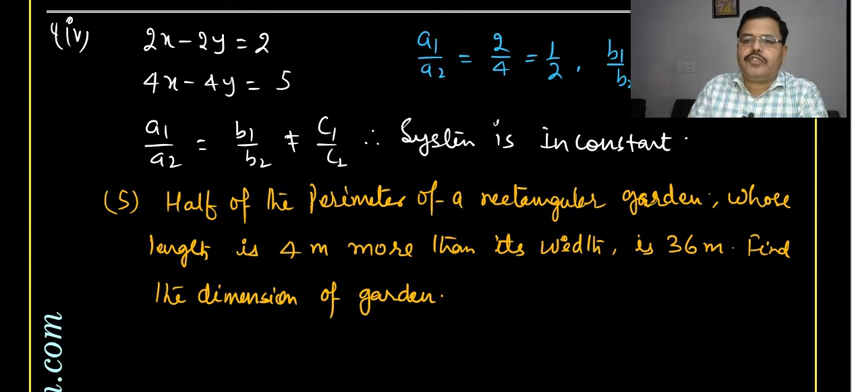 4(iv) 2x - 2y = 2
a₁/a₂ = 2/4 = 1/2, b₁/b₂
4x - 4y = 5
a₁/a₂ = b₁/b₂ ≠ C₁/C₂ ∴ System is inconstant.
(5) Half of the perimeter of a rectangular garden, whose
length is 4 m more than its width, is 36 m. Find
the dimension of garden.
m.com